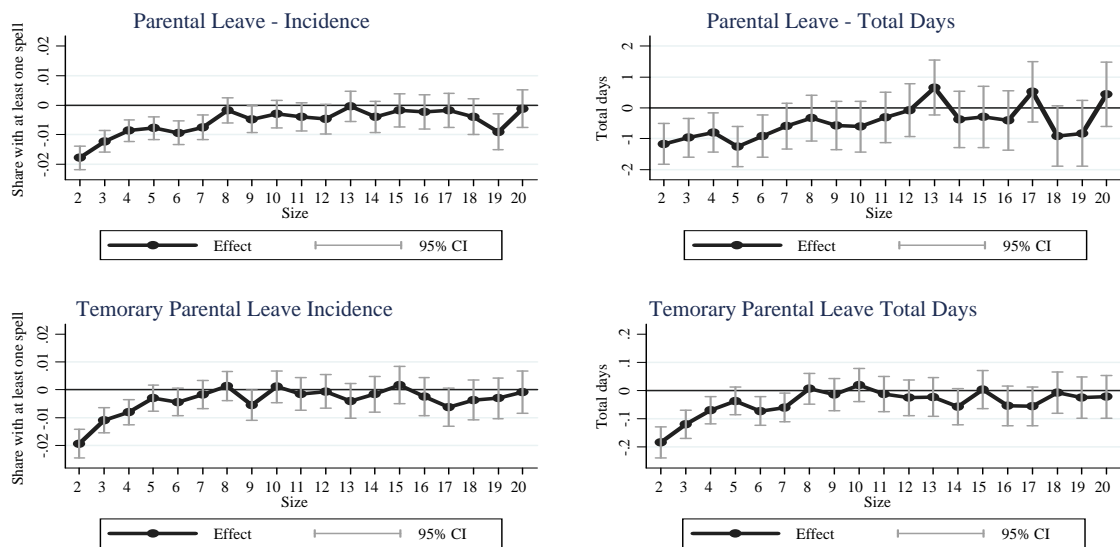 Parental Leave - Incidence
Share with at least one spell
.02
.01
0
-.01
-.02
2 3 4 5 6 7 8 9 10 11 12 13 14 15 16 17 18 19 20
Size
Effect 95% CI
Parental Leave - Total Days
Total days
2
1
0
-1
-2
2 3 4 5 6 7 8 9 10 11 12 13 14 15 16 17 18 19 20
Size
Effect 95% CI
Temorary Parental Leave Incidence
Share with at least one spell
.02
.01
0
-.01
-.02
2 3 4 5 6 7 8 9 10 11 12 13 14 15 16 17 18 19 20
Size
Effect 95% CI
Temorary Parental Leave Total Days
Total days
.2
.1
0
-.1
-.2
2 3 4 5 6 7 8 9 10 11 12 13 14 15 16 17 18 19 20
Size
Effect 95% CI